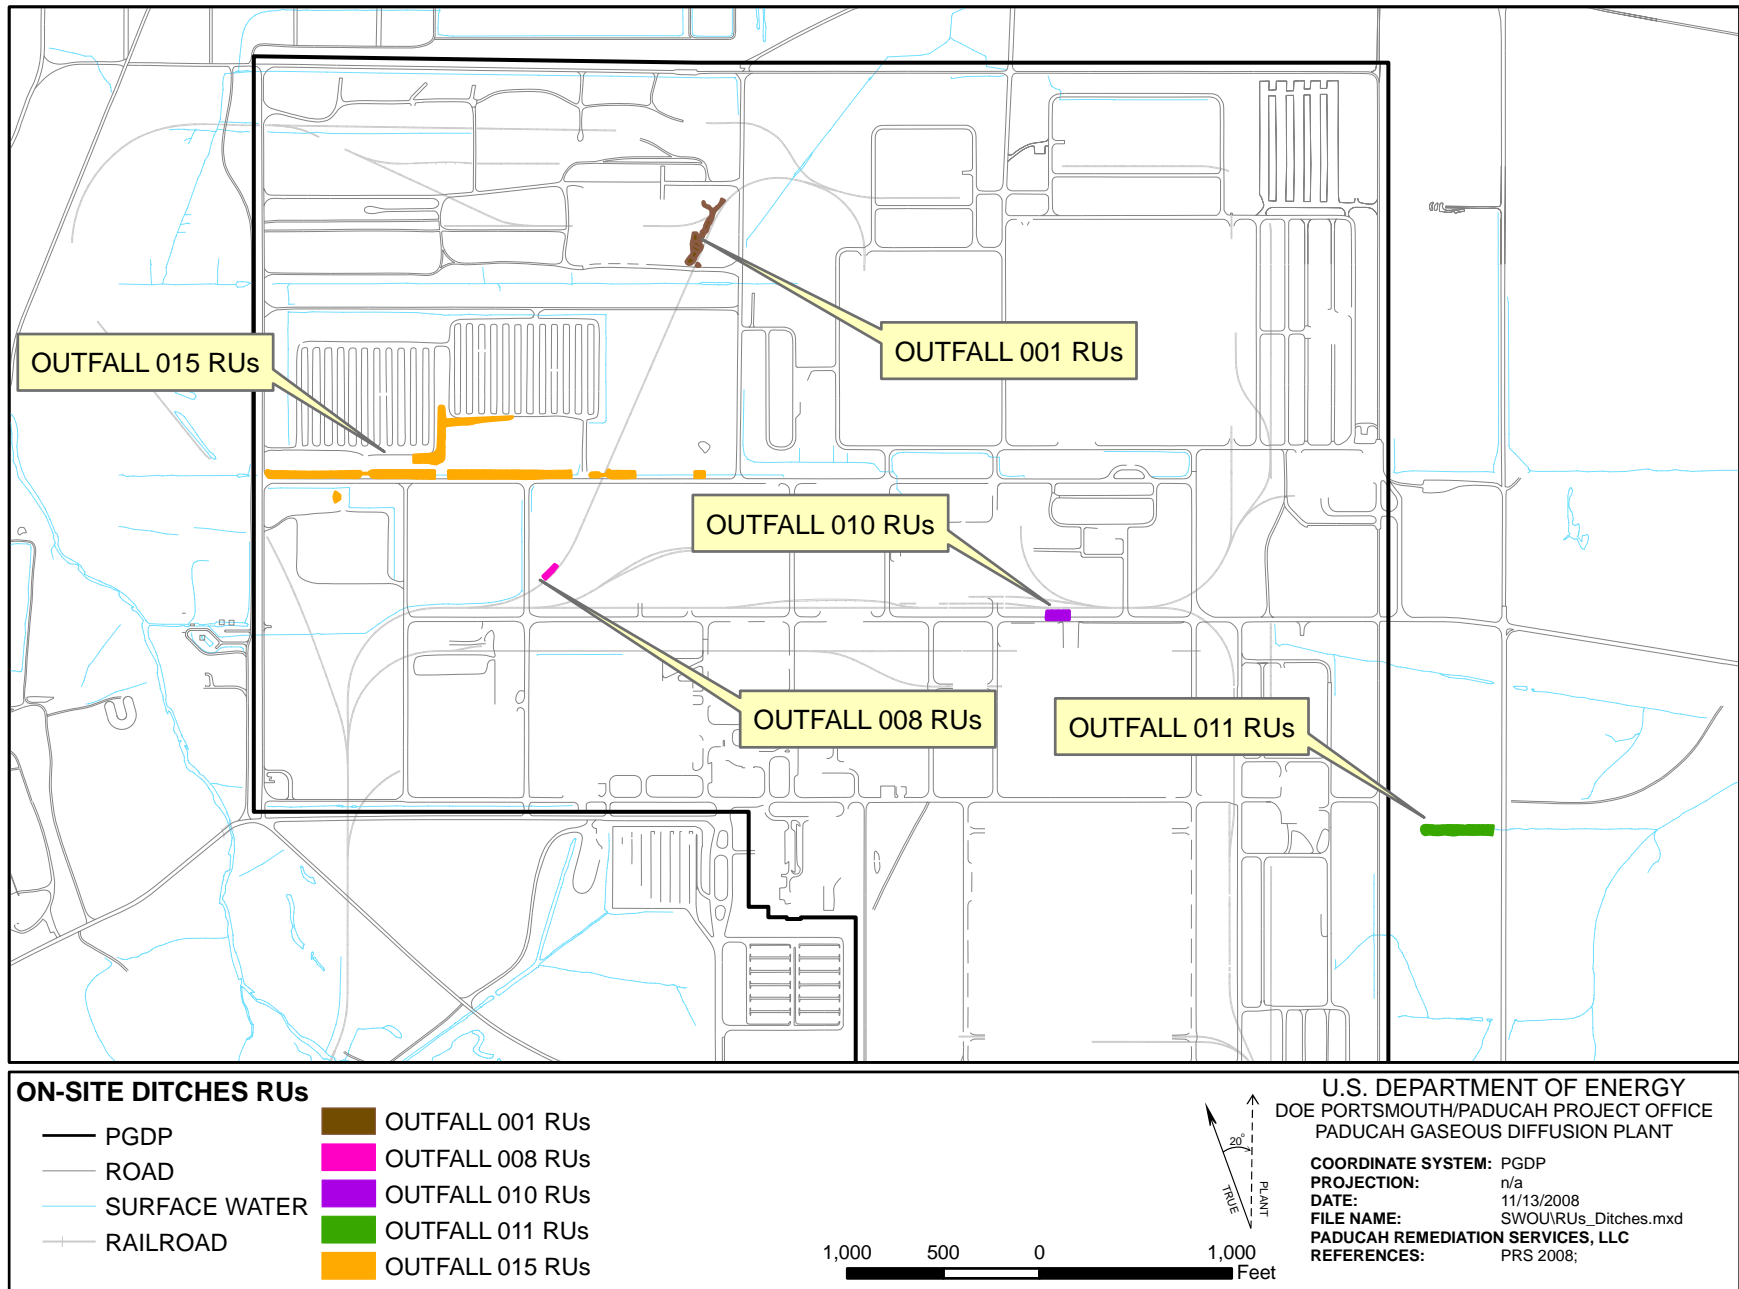 OUTFALL 015 RUs
OUTFALL 001 RUs
OUTFALL 010 RUs
OUTFALL 008 RUs
OUTFALL 011 RUs
ON-SITE DITCHES RUs
PGDP
ROAD
SURFACE WATER
RAILROAD
OUTFALL 001 RUs
OUTFALL 008 RUs
OUTFALL 010 RUs
OUTFALL 011 RUs
OUTFALL 015 RUs
1,000 500 0 1,000
Feet
20°
TRUE
PLANT
U.S. DEPARTMENT OF ENERGY
DOE PORTSMOUTH/PADUCAH PROJECT OFFICE
PADUCAH GASEOUS DIFFUSION PLANT
COORDINATE SYSTEM: PGDP
PROJECTION: n/a
DATE: 11/13/2008
FILE NAME: SWOU\RUs_Ditches.mxd
PADUCAH REMEDIATION SERVICES, LLC
REFERENCES: PRS 2008;